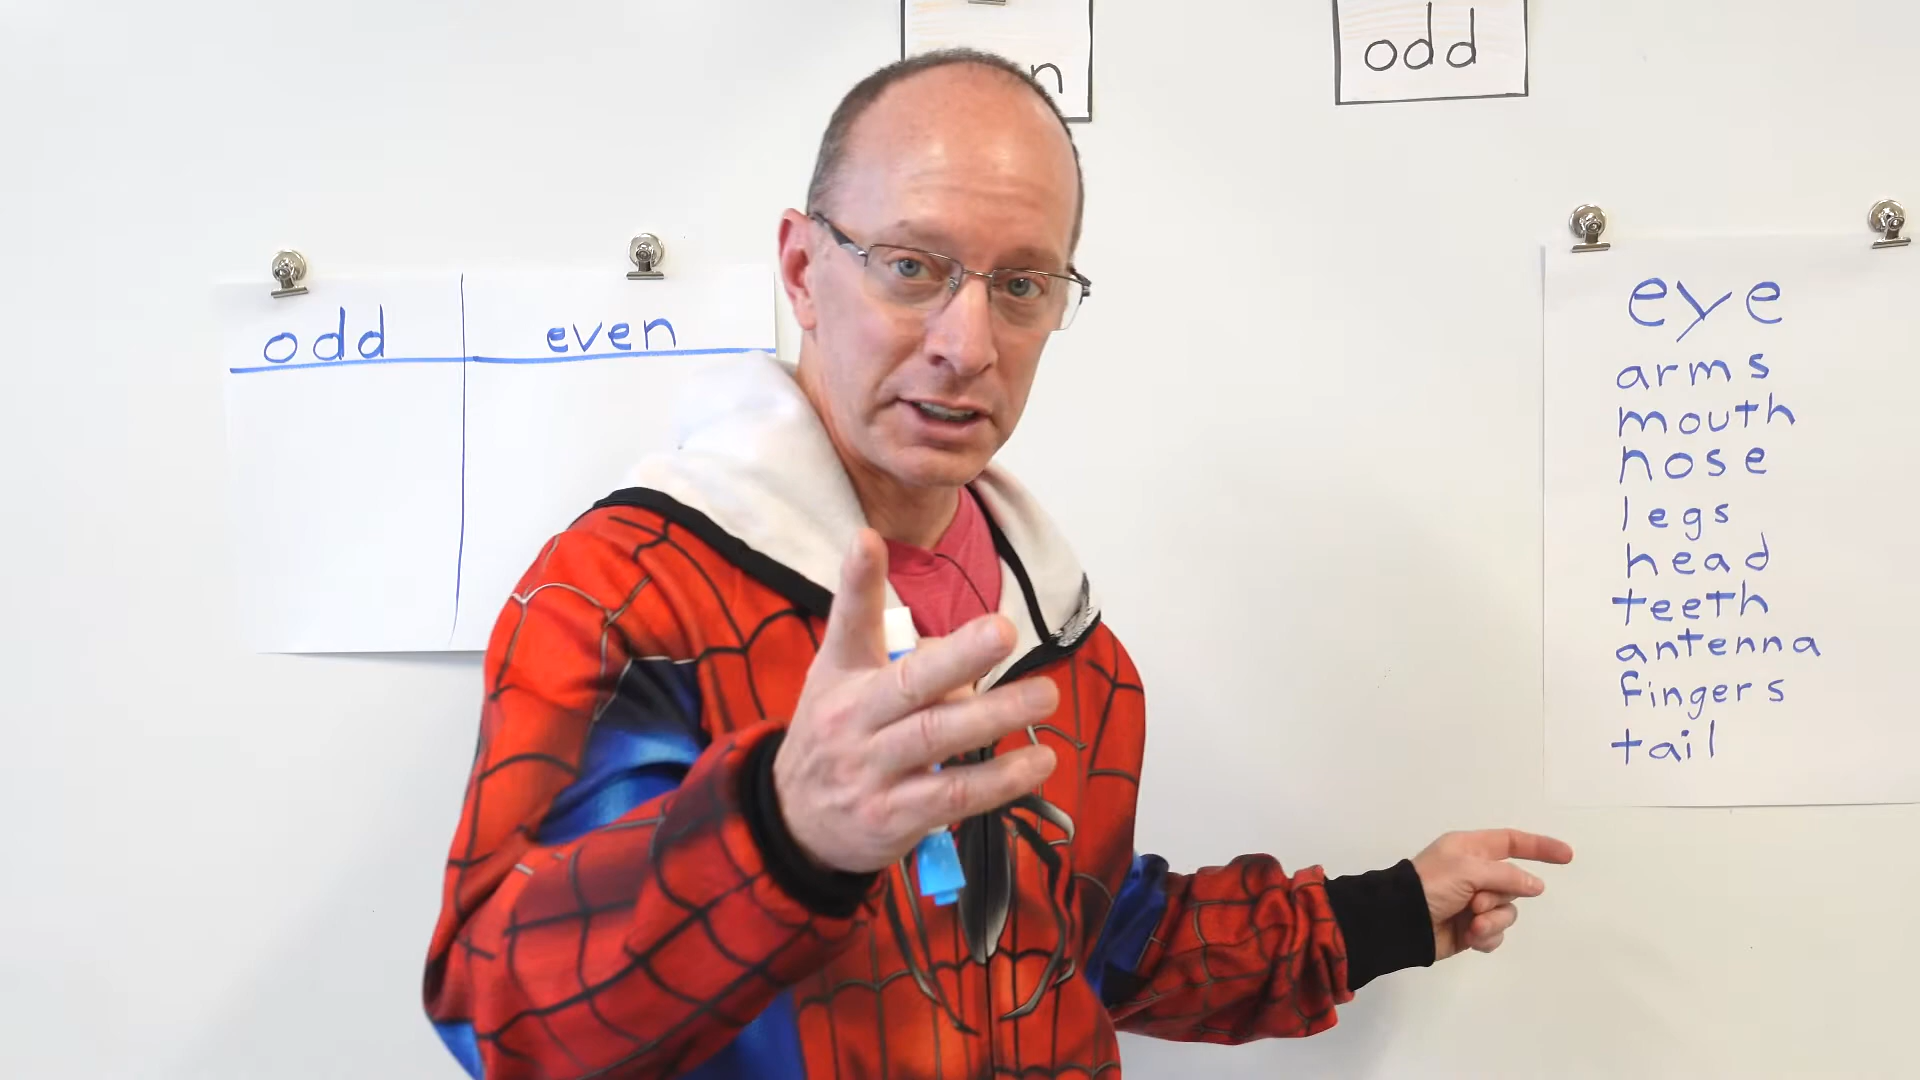 odd
odd even
eye
arms
mouth
nose
legs
head
teeth
antenna
fingers
tail